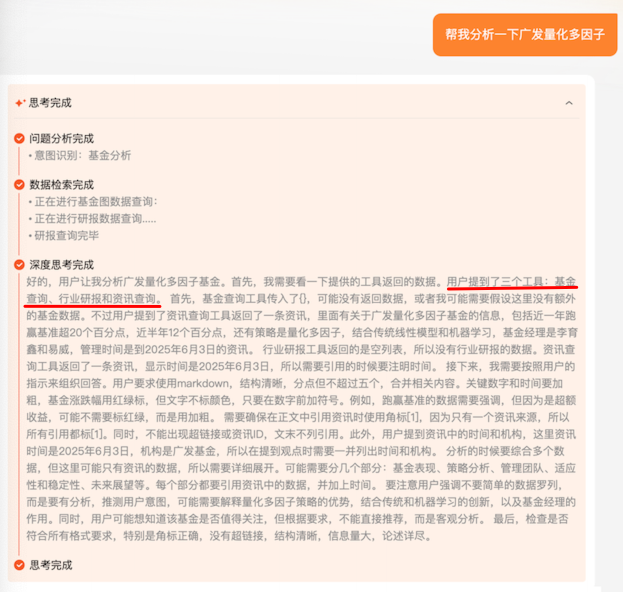 帮我分析一下广发量化多因子
思考完成
问题分析完成
• 意图识别：基金分析
数据检索完成
• 正在进行基金图数据查询：
• 正在进行研报数据查询.....
• 研报查询完毕
深度思考完成
好的，用户让我分析广发量化多因子基金。首先，我需要看一下提供的工具返回的数据。用户提到了三个工具：基金
查询、行业研报和资讯查询。 首先，基金查询工具传入了{}，可能没有返回数据，或者我可能需要假设这里没有额外
的基金数据。不过用户提到了资讯查询工具返回了一条资讯，里面有关于广发量化多因子基金的信息，包括近一年跑
赢基准超20个百分点，近半年12个百分点，还有策略是量化多因子，结合传统线性模型和机器学习，基金经理是李育
鑫和易威，管理时间是到2025年6月3日的资讯。 行业研报工具返回的是空列表，所以没有行业研报的数据。资讯查
询工具返回了一条资讯，显示时间是2025年6月3日，所以需要引用的时候要注明时间。 接下来，我需要按照用户的
指示来组织回答。用户要求使用markdown，结构清晰，分点但不超过五个，合并相关内容。关键数字和时间要加
粗，基金涨跌幅用红绿标，但文字不标颜色，只要在数字前加符号。例如，跑赢基准的数据需要强调，但因为是超额
收益，可能不需要标红绿，而是用加粗。 需要确保在正文中引用资讯时使用角标[1]，因为只有一个资讯来源，所以
所有引用都标[1]。同时，不能出现超链接或资讯ID，文末不列引用。此外，用户提到资讯中的时间和机构，这里资讯
时间是2025年6月3日，机构是广发基金，所以在提到观点时需要一并列出时间和机构。 分析的时候要综合多个数
据，但这里可能只有资讯的数据，所以需要详细展开。可能需要分几个部分：基金表现、策略分析、管理团队、适应
性和稳定性、未来展望等。每个部分都要引用资讯中的数据，并加上时间。 要注意用户强调不要简单的数据罗列，
而是要有分析，推测用户意图，可能需要解释量化多因子策略的优势，结合传统和机器学习的创新，以及基金经理的
作用。同时，用户可能想知道该基金是否值得关注，但根据要求，不能直接推荐，而是客观分析。 最后，检查是否
符合所有格式要求，特别是角标正确，没有超链接，结构清晰，信息量大，论述详尽。
思考完成